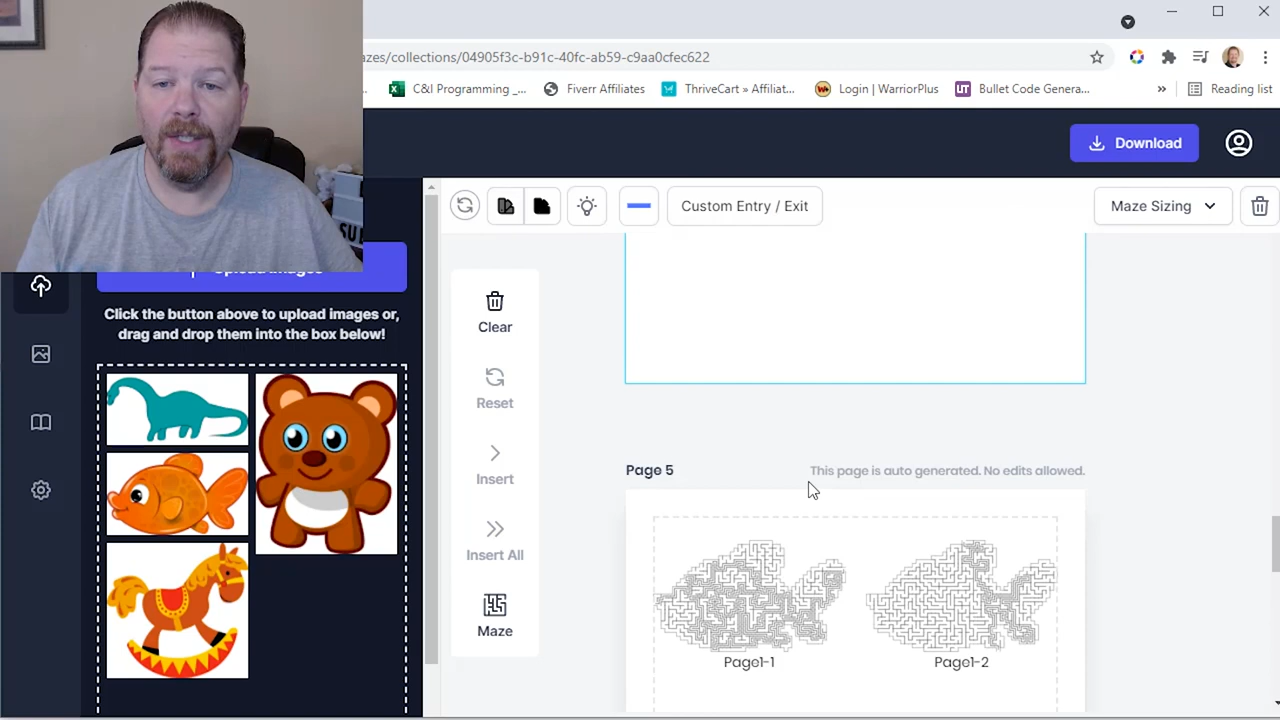 azes/collections/04905f3c-b91c-40fc-ab59-c9aa0cfec622
C&I Programming _...
Fiverr Affiliates
ThriveCart » Affiliat...
Login | WarriorPlus
UT
Bullet Code Genera...
»
Reading list
Download
Custom Entry / Exit
Maze Sizing
Upload Images
Click the button above to upload images or,
drag and drop them into the box below!
Clear
Reset
Insert
Insert All
Maze
Page 5
This page is auto generated. No edits allowed.
Page1-1
Page1-2